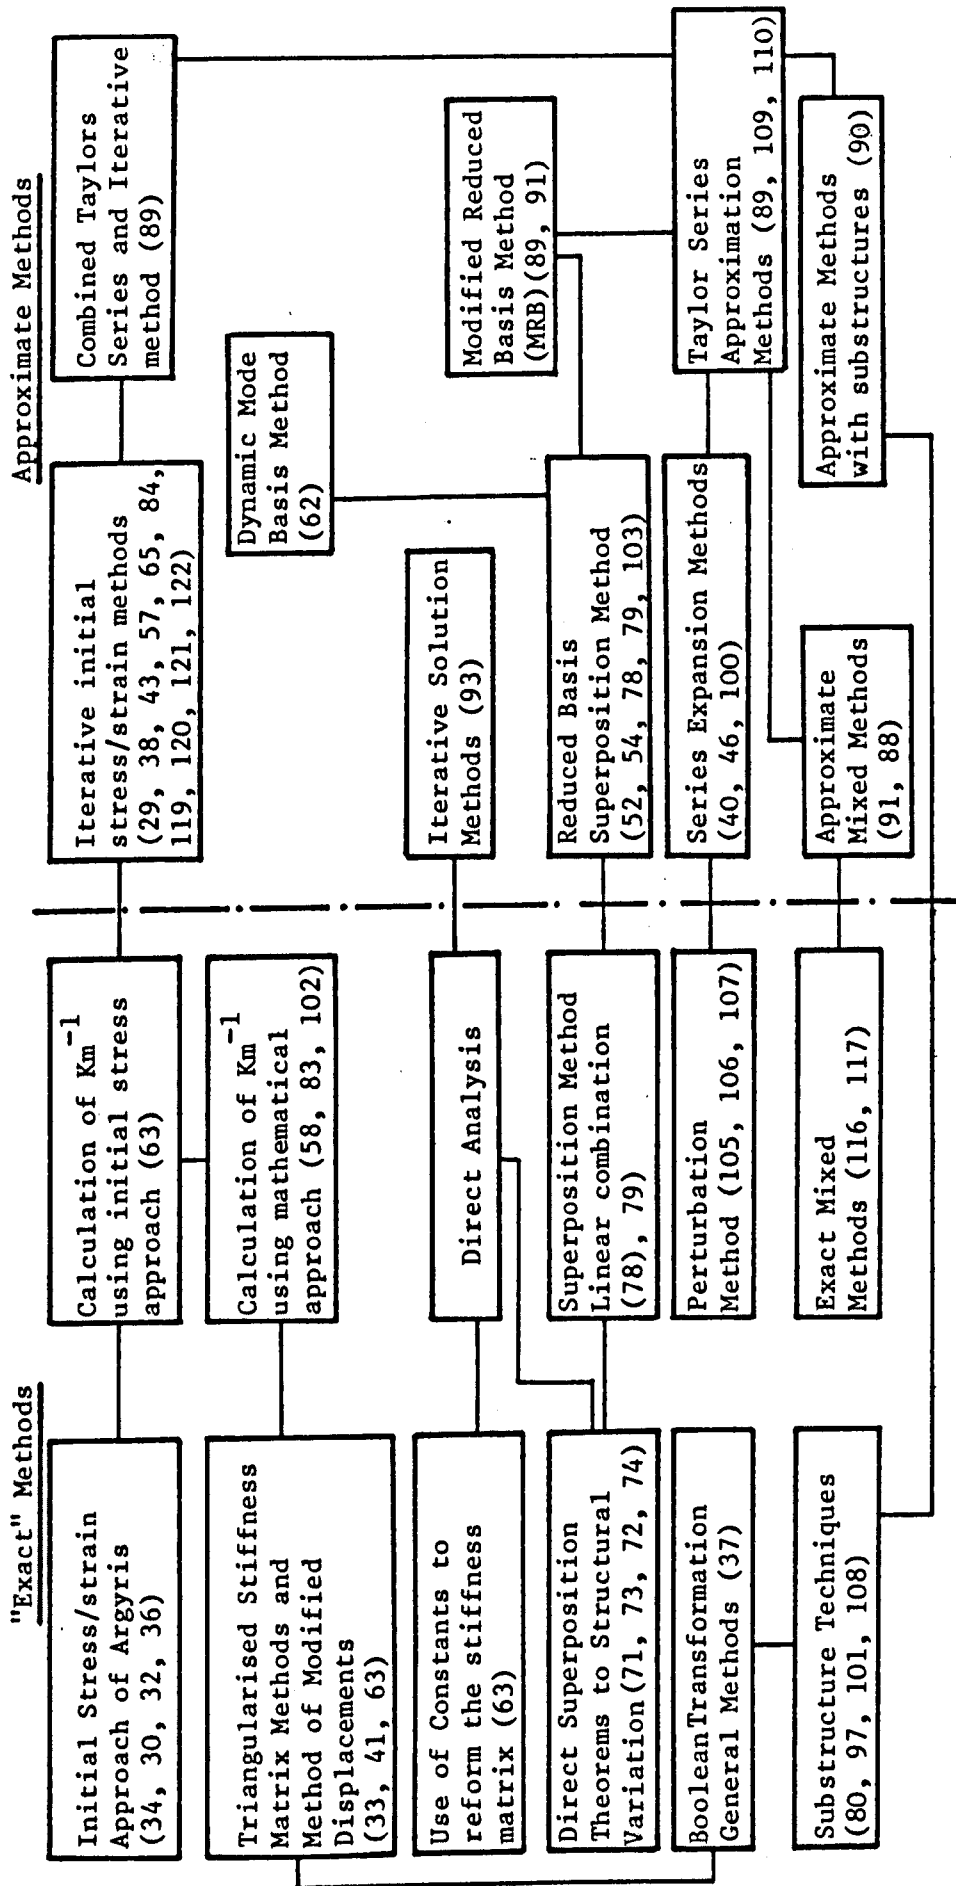 "Exact" Methods
Approximate Methods
Initial Stress/strain
Approach of Argyris
(34, 30, 32, 36)
Calculation of Km⁻¹
using initial stress
approach (63)
Iterative initial
stress/strain methods
(29, 38, 43, 57, 65, 84,
119, 120, 121, 122)
Combined Taylors
Series and Iterative
method (89)
Triangularised Stiffness
Matrix Methods and
Method of Modified
Displacements
(33, 41, 63)
Calculation of Km⁻¹
using mathematical
approach (58, 83, 102)
Dynamic Mode
Basis Method
(62)
Use of Constants to
reform the stiffness
matrix (63)
Direct Analysis
Iterative Solution
Methods (93)
Modified Reduced
Basis Method
(MRB)(89, 91)
Direct Superposition
Theorems to Structural
Variation(71, 73, 72, 74)
Superposition Method
Linear combination
(78), 79)
Reduced Basis
Superposition Method
(52, 54, 78, 79, 103)
BooleanTransformation
General Methods (37)
Perturbation
Method (105, 106, 107)
Series Expansion Methods
(40, 46, 100)
Taylor Series
Approximation
Methods (89, 109, 110)
Substructure Techniques
(80, 97, 101, 108)
Exact Mixed
Methods (116, 117)
Approximate
Mixed Methods
(91, 88)
Approximate Methods
with substructures (90)